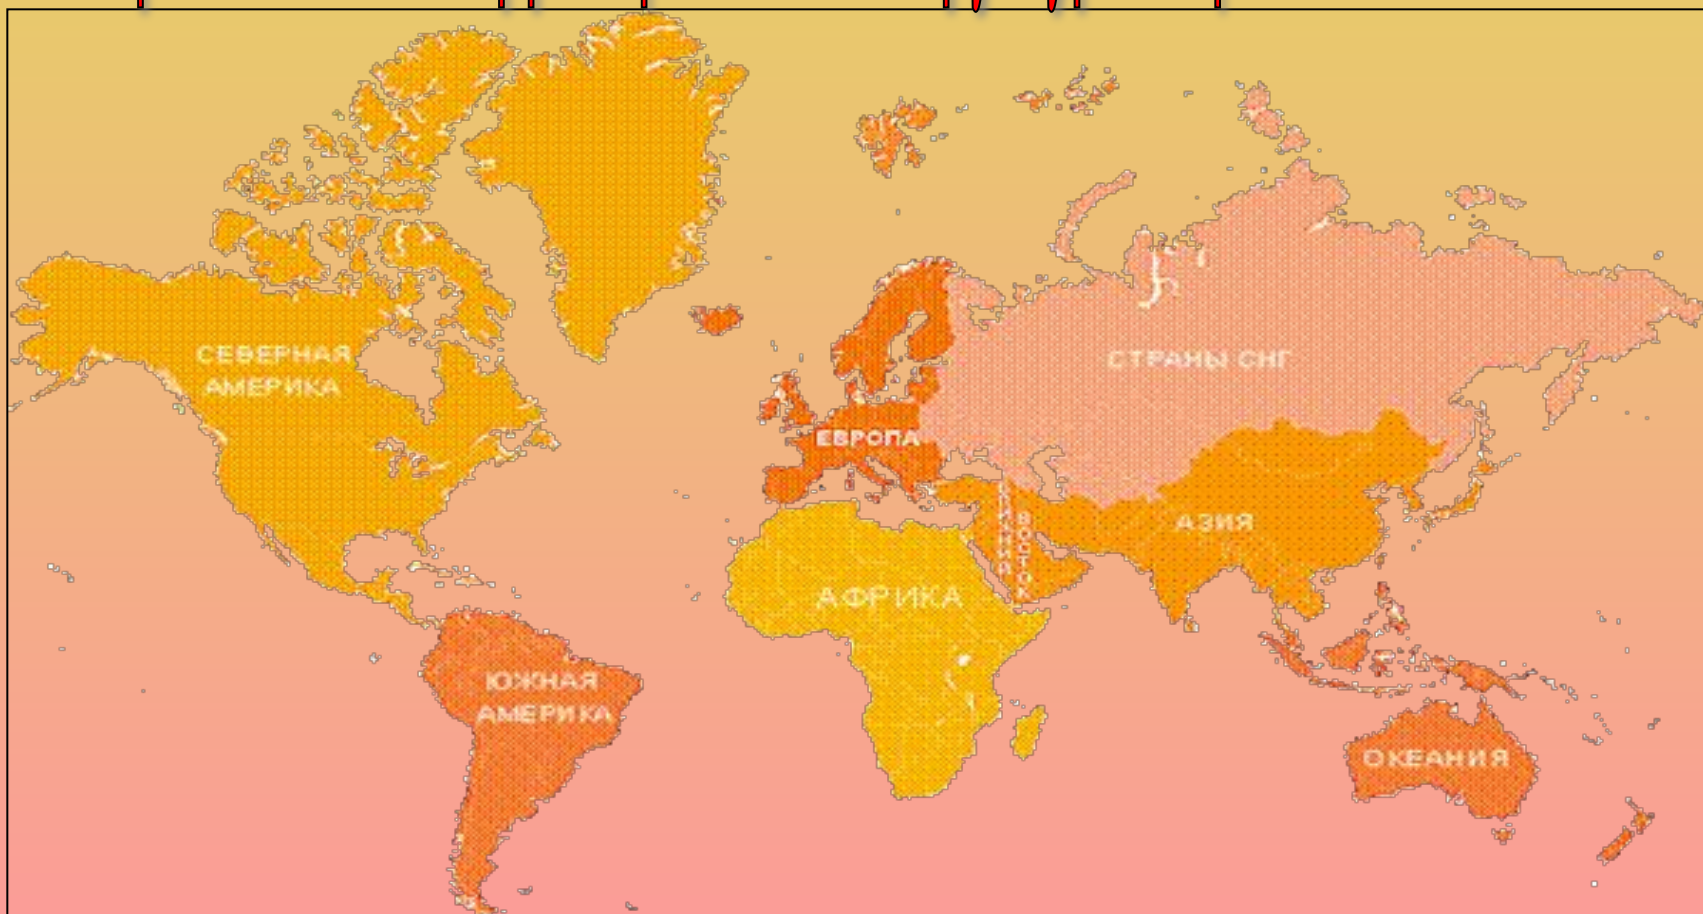 СЕВЕРНАЯ
АМЕРИКА
СТРАНЫ СНГ
ЕВРОПА
АЗИЯ
БЛИЖНИЙ
ВОСТОК
АФРИКА
ЮЖНАЯ
АМЕРИКА
ОКЕАНИЯ